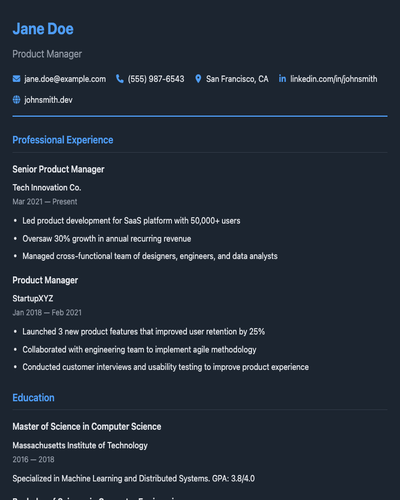 Jane Doe
Product Manager
jane.doe@example.com (555) 987-6543 San Francisco, CA linkedin.com/in/johnsmith
johnsmith.dev
Professional Experience
Senior Product Manager
Tech Innovation Co.
Mar 2021 — Present
• Led product development for SaaS platform with 50,000+ users
• Oversaw 30% growth in annual recurring revenue
• Managed cross-functional team of designers, engineers, and data analysts
Product Manager
StartupXYZ
Jan 2018 — Feb 2021
• Launched 3 new product features that improved user retention by 25%
• Collaborated with engineering team to implement agile methodology
• Conducted customer interviews and usability testing to improve product experience
Education
Master of Science in Computer Science
Massachusetts Institute of Technology
2016 — 2018
Specialized in Machine Learning and Distributed Systems. GPA: 3.8/4.0